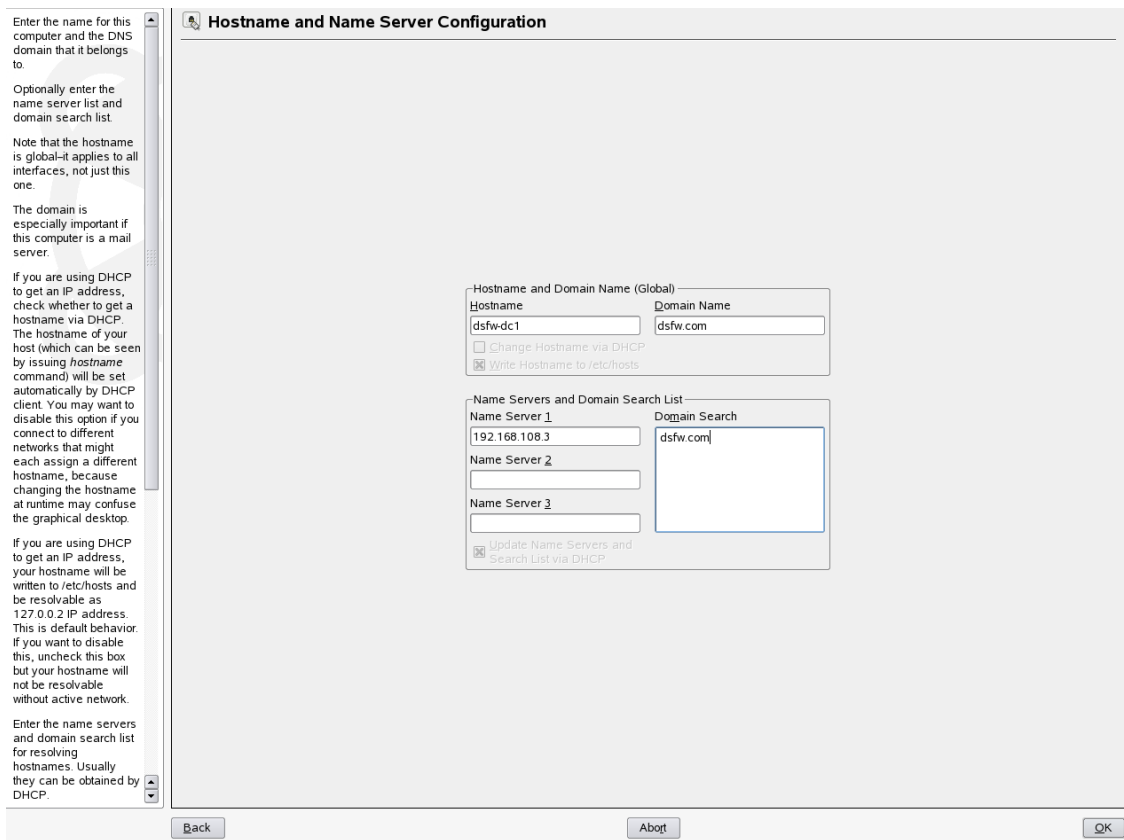 Enter the name for this
computer and the DNS
domain that it belongs
to.
Optionally enter the
name server list and
domain search list.
Note that the hostname
is global–it applies to all
interfaces, not just this
one.
The domain is
especially important if
this computer is a mail
server.
If you are using DHCP
to get an IP address,
check whether to get a
hostname via DHCP.
The hostname of your
host (which can be seen
by issuing hostname
command) will be set
automatically by DHCP
client. You may want to
disable this option if you
connect to different
networks that might
each assign a different
hostname, because
changing the hostname
at runtime may confuse
the graphical desktop.
If you are using DHCP
to get an IP address,
your hostname will be
written to /etc/hosts and
be resolvable as
127.0.0.2 IP address.
This is default behavior.
If you want to disable
this, uncheck this box
but your hostname will
not be resolvable
without active network.
Enter the name servers
and domain search list
for resolving
hostnames. Usually
they can be obtained by
DHCP.
Hostname and Name Server Configuration
Hostname and Domain Name (Global)
Hostname Domain Name
dsfw-dc1 dsfw.com
Change Hostname via DHCP
Write Hostname to /etc/hosts
Name Servers and Domain Search List
Name Server 1 Domain Search
192.168.108.3 dsfw.com
Name Server 2
Name Server 3
Update Name Servers and
Search List via DHCP
Back Abort OK